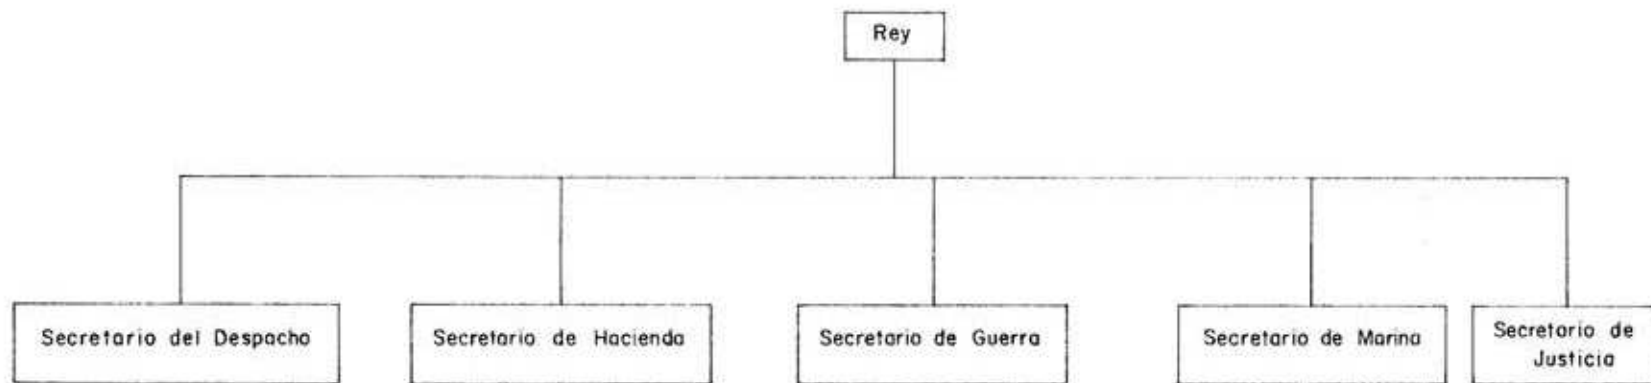 Rey
Secretario del Despacho
Secretario de Hacienda
Secretario de Guerra
Secretario de Marina
Secretario de
Justicia